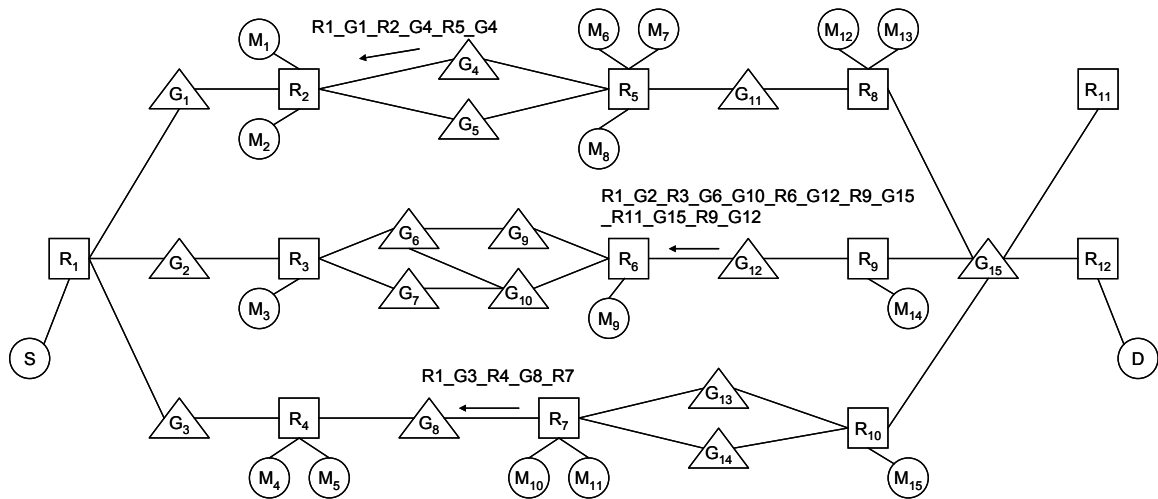 M1
R1_G1_R2_G4_R5_G4
M6
M7
M12
M13
G1
R2
G4
G5
R5
G11
R8
R11
M2
M8
R1_G2_R3_G6_G10_R6_G12_R9_G15
_R11_G15_R9_G12
R1
G2
R3
G6
G9
G7
G10
R6
G12
R9
G15
R12
M3
M9
M14
S
D
R1_G3_R4_G8_R7
G3
R4
G8
R7
G13
G14
R10
M4
M5
M10
M11
M15